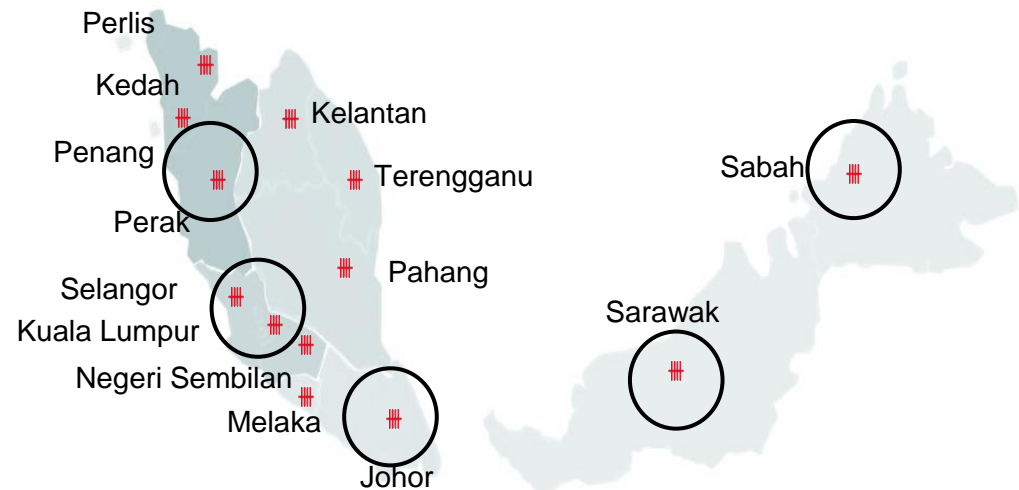 Perlis
Kedah
Kelantan
Penang
Terengganu
Sabah
Perak
Pahang
Selangor
Sarawak
Kuala Lumpur
Negeri Sembilan
Melaka
Johor